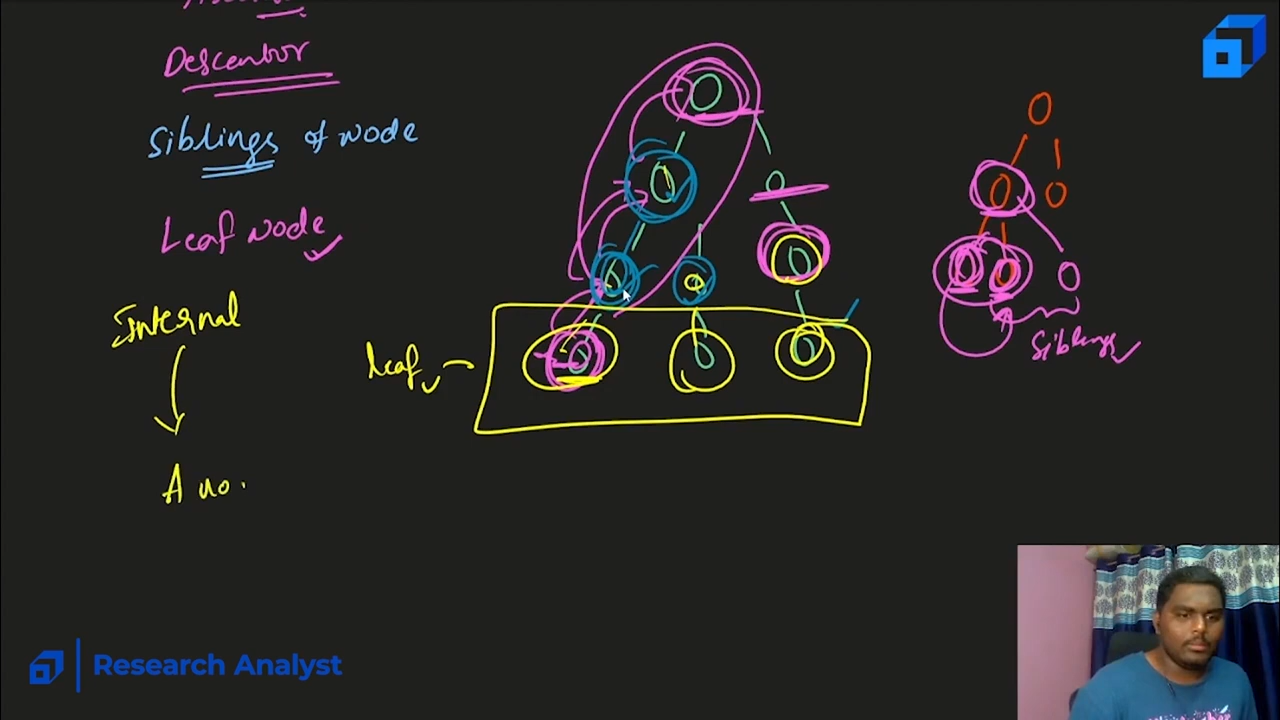 Descendor
Siblings of Node
Leaf Node
Internal
A no.
Leaf
Siblings
Research Analyst